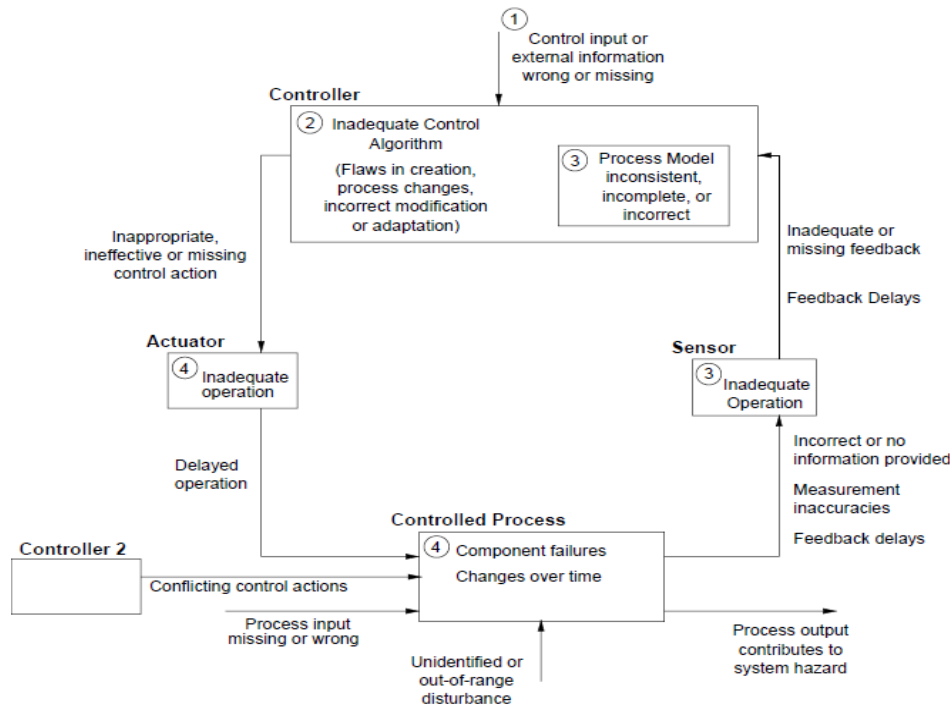 1
Control input or
external information
wrong or missing
Controller
2 Inadequate Control
Algorithm
(Flaws in creation,
process changes,
incorrect modification
or adaptation)
3 Process Model
inconsistent,
incomplete, or
incorrect
Inappropriate,
ineffective or missing
control action
Inadequate or
missing feedback
Feedback Delays
Actuator
4 Inadequate
operation
Sensor
3 Inadequate
Operation
Delayed
operation
Incorrect or no
information provided
Measurement
inaccuracies
Feedback delays
Controlled Process
4 Component failures
Changes over time
Controller 2
Conflicting control actions
Process input
missing or wrong
Unidentified or
out-of-range
disturbance
Process output
contributes to
system hazard